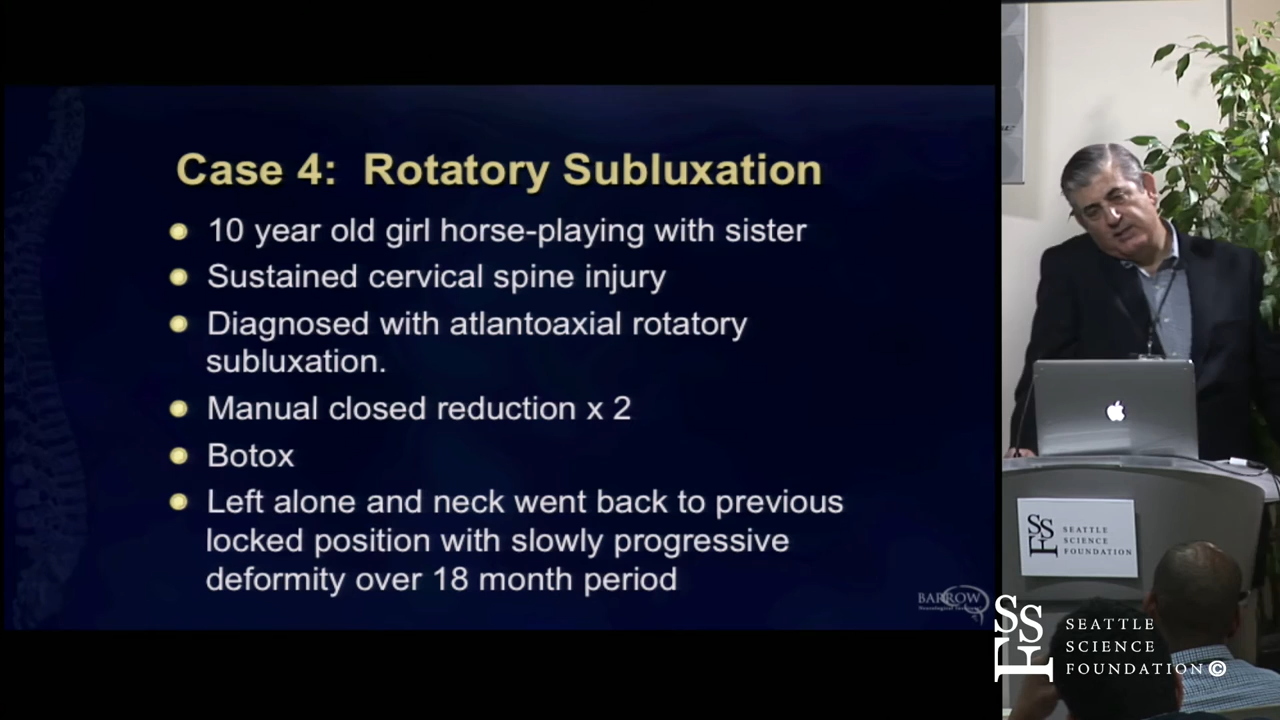 Case 4: Rotatory Subluxation
10 year old girl horse-playing with sister
Sustained cervical spine injury
Diagnosed with atlantoaxial rotatory
subluxation.
Manual closed reduction x 2
Botox
Left alone and neck went back to previous
locked position with slowly progressive
deformity over 18 month period
BARROW
SSF
SEATTLE
SCIENCE
FOUNDATION
SSF
SEATTLE
SCIENCE
FOUNDATION©